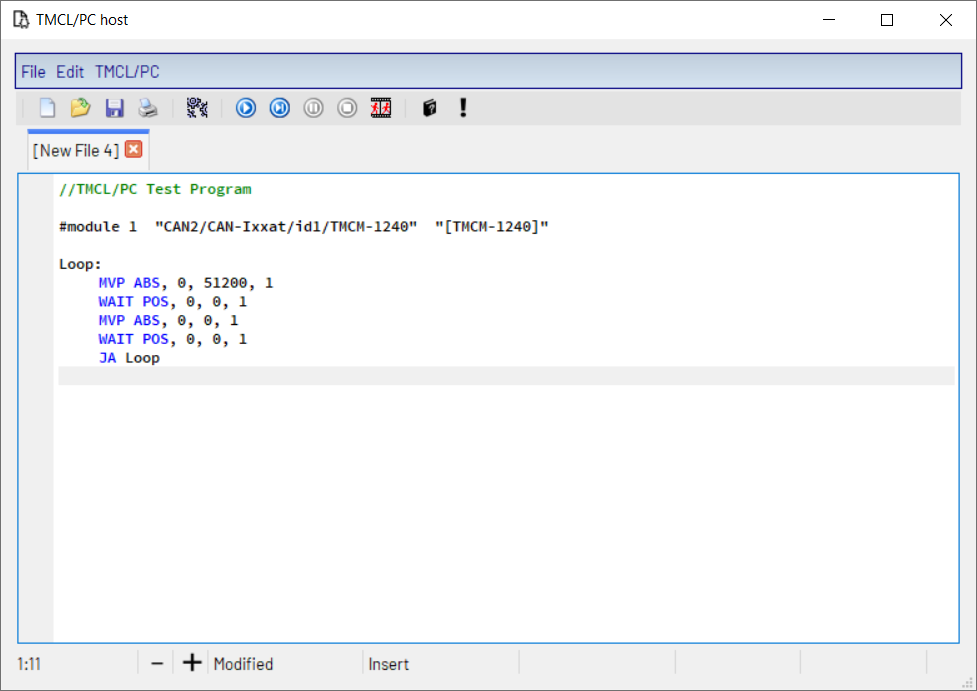 TMCL/PC host
File Edit TMCL/PC
[New File 4]
//TMCL/PC Test Program
#module 1 "CAN2/CAN-Ixxat/id1/TMCM-1240" "[TMCM-1240]"
Loop:
MVP ABS, 0, 51200, 1
WAIT POS, 0, 0, 1
MVP ABS, 0, 0, 1
WAIT POS, 0, 0, 1
JA Loop
1:11 Modified Insert